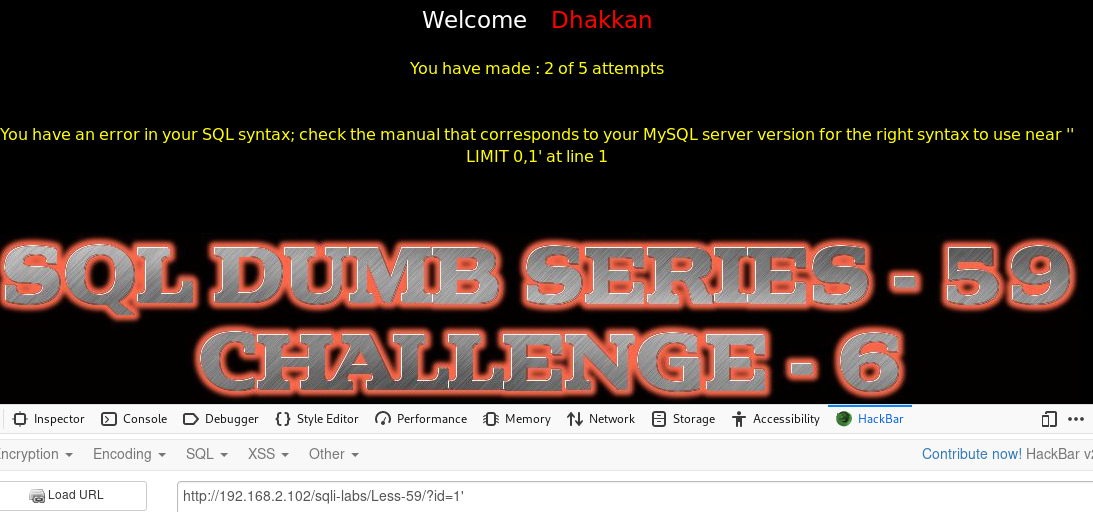 Welcome Dhakkan
You have made : 2 of 5 attempts
You have an error in your SQL syntax; check the manual that corresponds to your MySQL server version for the right syntax to use near ''
LIMIT 0,1' at line 1
SQL DUMB SERIES - 59
CHALLENGE - 6
Inspector Console Debugger Style Editor Performance Memory Network Storage Accessibility HackBar
ncryption Encoding SQL XSS Other Contribute now! HackBar v2
Load URL http://192.168.2.102/sqli-labs/Less-59/?id=1'